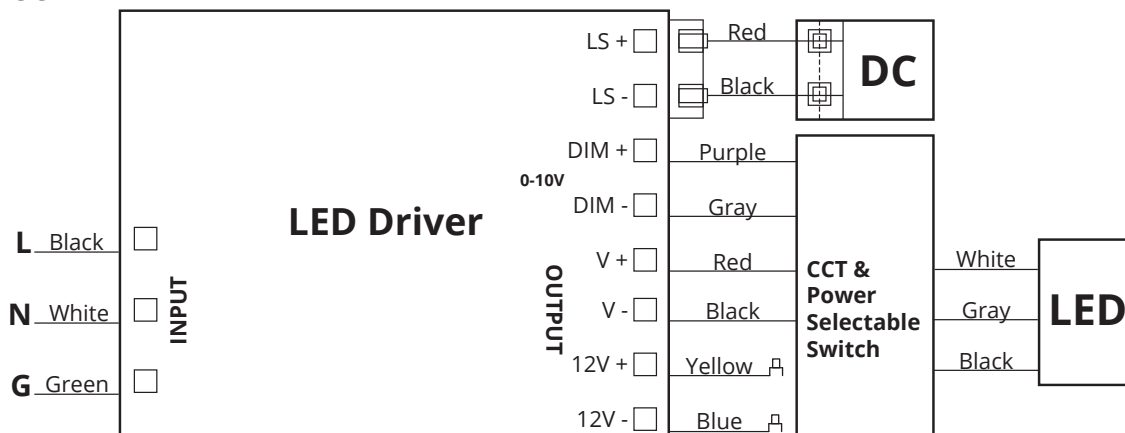 LS +
Red
DC
LS -
Black
DIM +
Purple
0-10V
DIM -
Gray
LED Driver
L
Black
N
White
G
Green
INPUT
OUTPUT
V +
Red
V -
Black
12V +
Yellow
12V -
Blue
CCT &
Power
Selectable
Switch
White
Gray
Black
LED